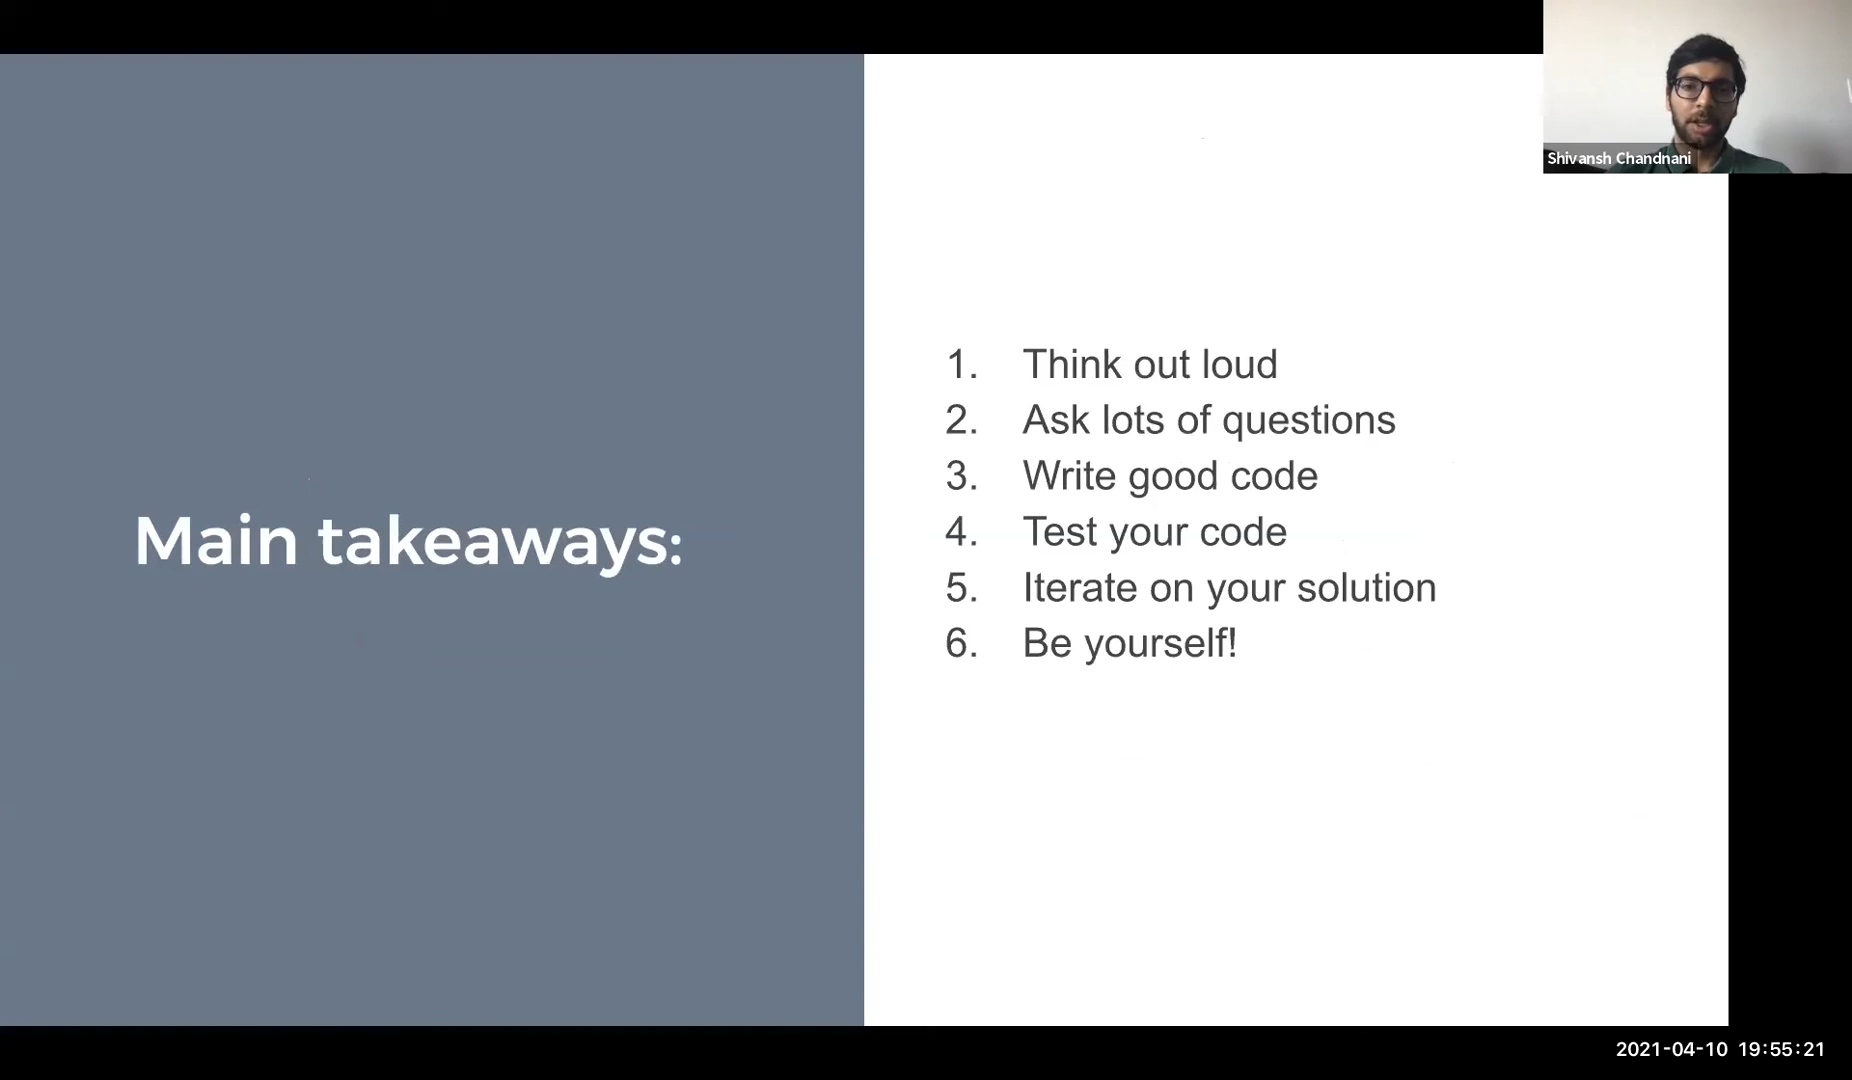 Shivansh Chandnani
Main takeaways:
1. Think out loud
2. Ask lots of questions
3. Write good code
4. Test your code
5. Iterate on your solution
6. Be yourself!
2021-04-10 19:55:21